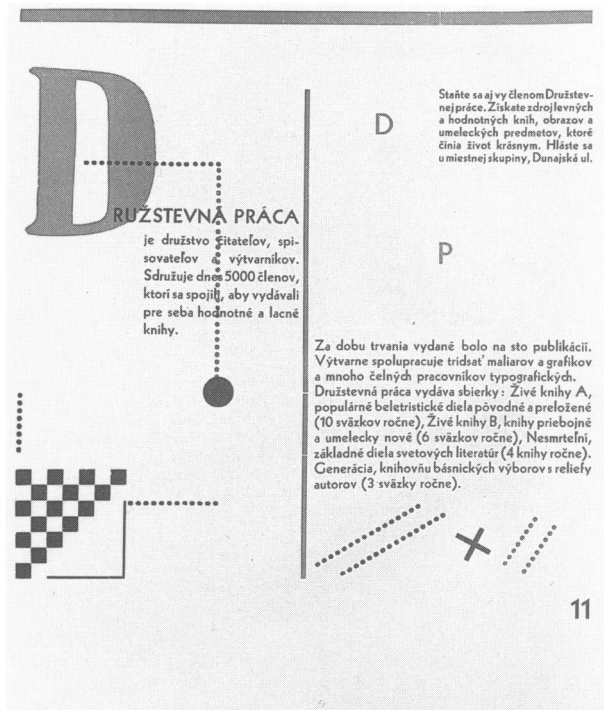 DRUŽSTEVNÁ PRÁCA
je družstvo čitateľov, spi-
sovateľov a výtvarníkov.
Sdružuje dnes 5000 členov,
ktorí sa spojili, aby vydávali
pre seba hodnotné a lacné
knihy.
D
Staňte sa aj vy členom Družstev-
nej práce. Získate zdroj levných
a hodnotných kníh, obrazov a
umeleckých predmetov, ktoré
činia život krásnym. Hláste sa
u miestnej skupiny, Dunajská ul.
P
Za dobu trvania vydané bolo na sto publikácií.
Výtvarne spolupracuje tridsať maliarov a grafikov
a mnoho čelných pracovníkov typografických.
Družstevná práca vydáva sbierky: Živé knihy A,
populárné beletristické diela pôvodné a preložené
(10 sväzkov ročne), Živé knihy B, knihy priebojné
a umelecky nové (6 sväzkov ročne), Nesmrteľní,
základné diela svetových literatúr (4 knihy ročne).
Generácia, knihovňu básnických výborov s reliefy
autorov (3 sväzky ročne).
11